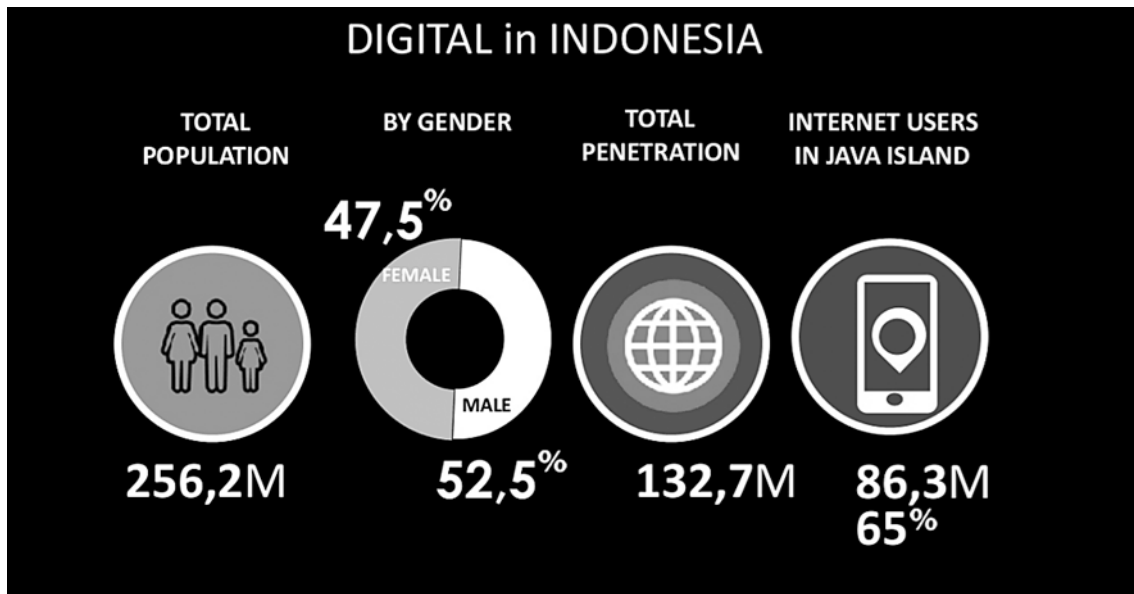 DIGITAL in INDONESIA
TOTAL
POPULATION
256,2M
BY GENDER
47,5%
FEMALE
MALE
52,5%
TOTAL
PENETRATION
132,7M
INTERNET USERS
IN JAVA ISLAND
86,3M
65%